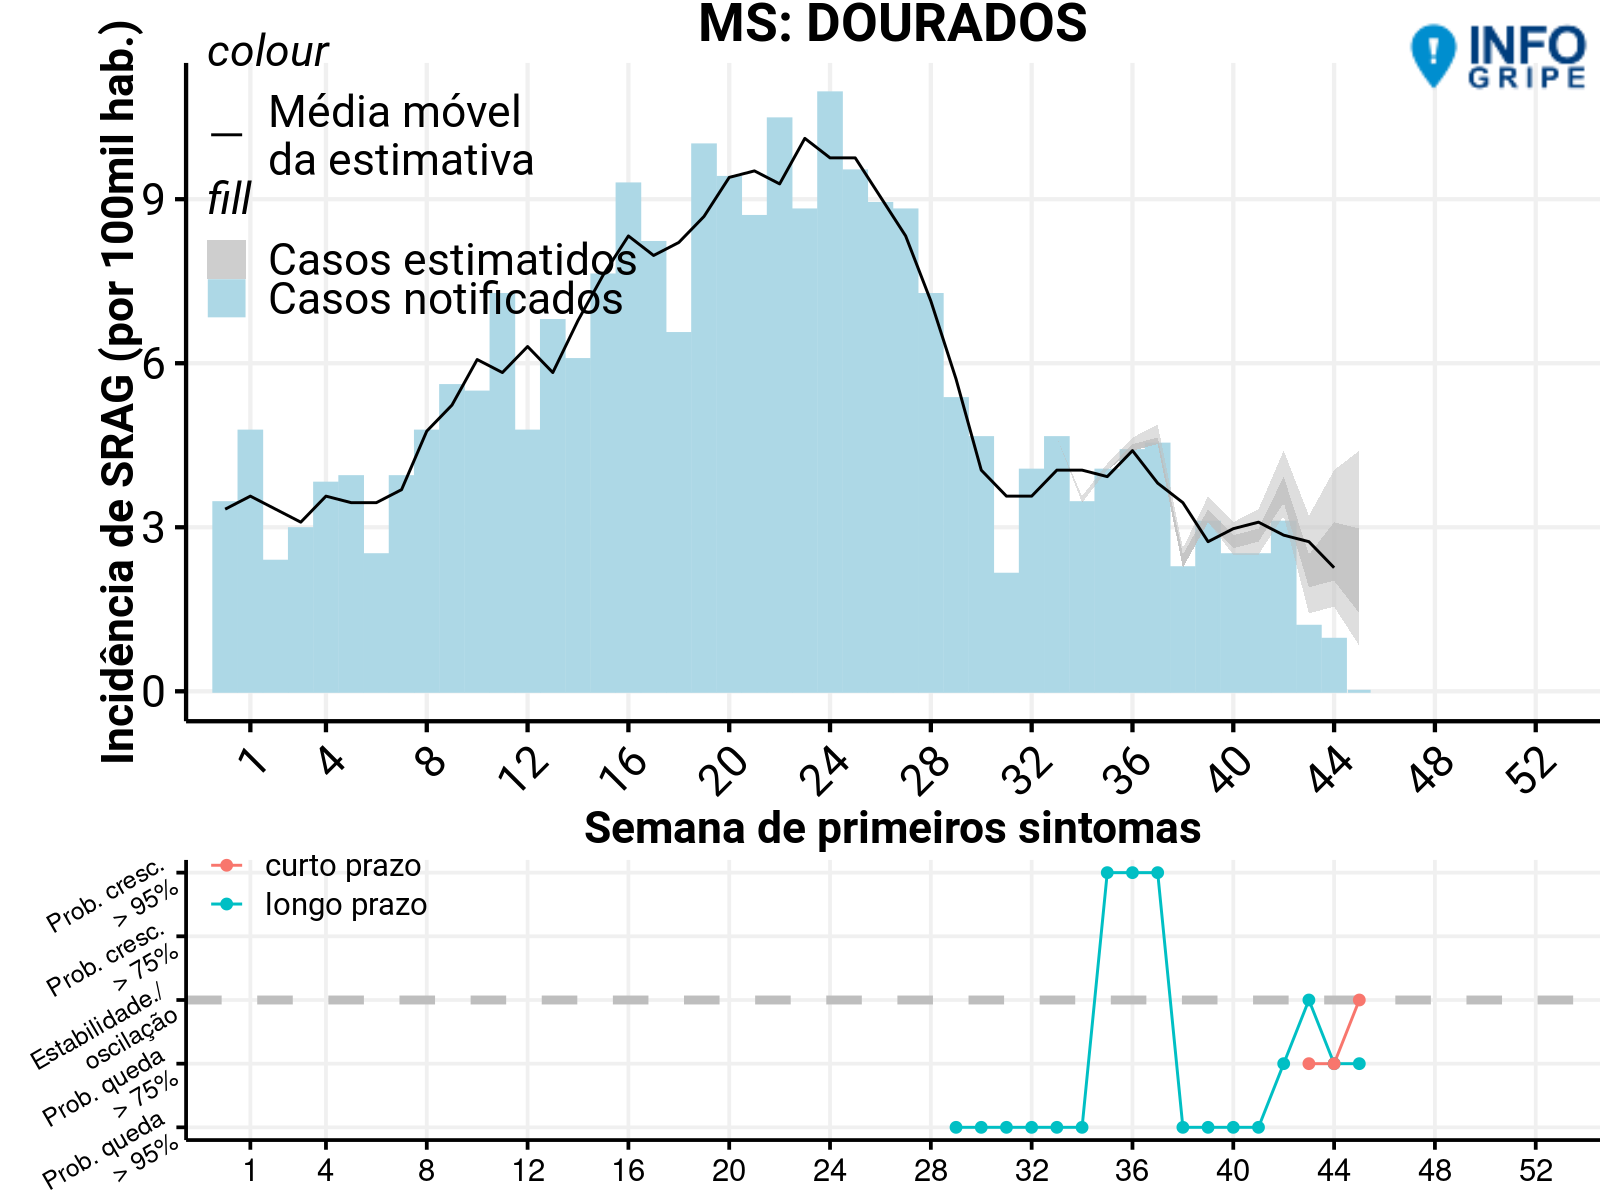 MS: DOURADOS
INFO
GRIPE
colour
Média móvel
da estimativa
fill
Casos estimatidos
Casos notificados
Incidência de SRAG (por 100mil hab.)
9
6
3
0
1 4 8 12 16 20 24 28 32 36 40 44 48 52
Semana de primeiros sintomas
curto prazo
longo prazo
Prob. cresc.
> 95%
Prob. cresc.
> 75%
Estabilidade./
oscilação
Prob. queda
> 75%
Prob. queda
> 95%
1 4 8 12 16 20 24 28 32 36 40 44 48 52